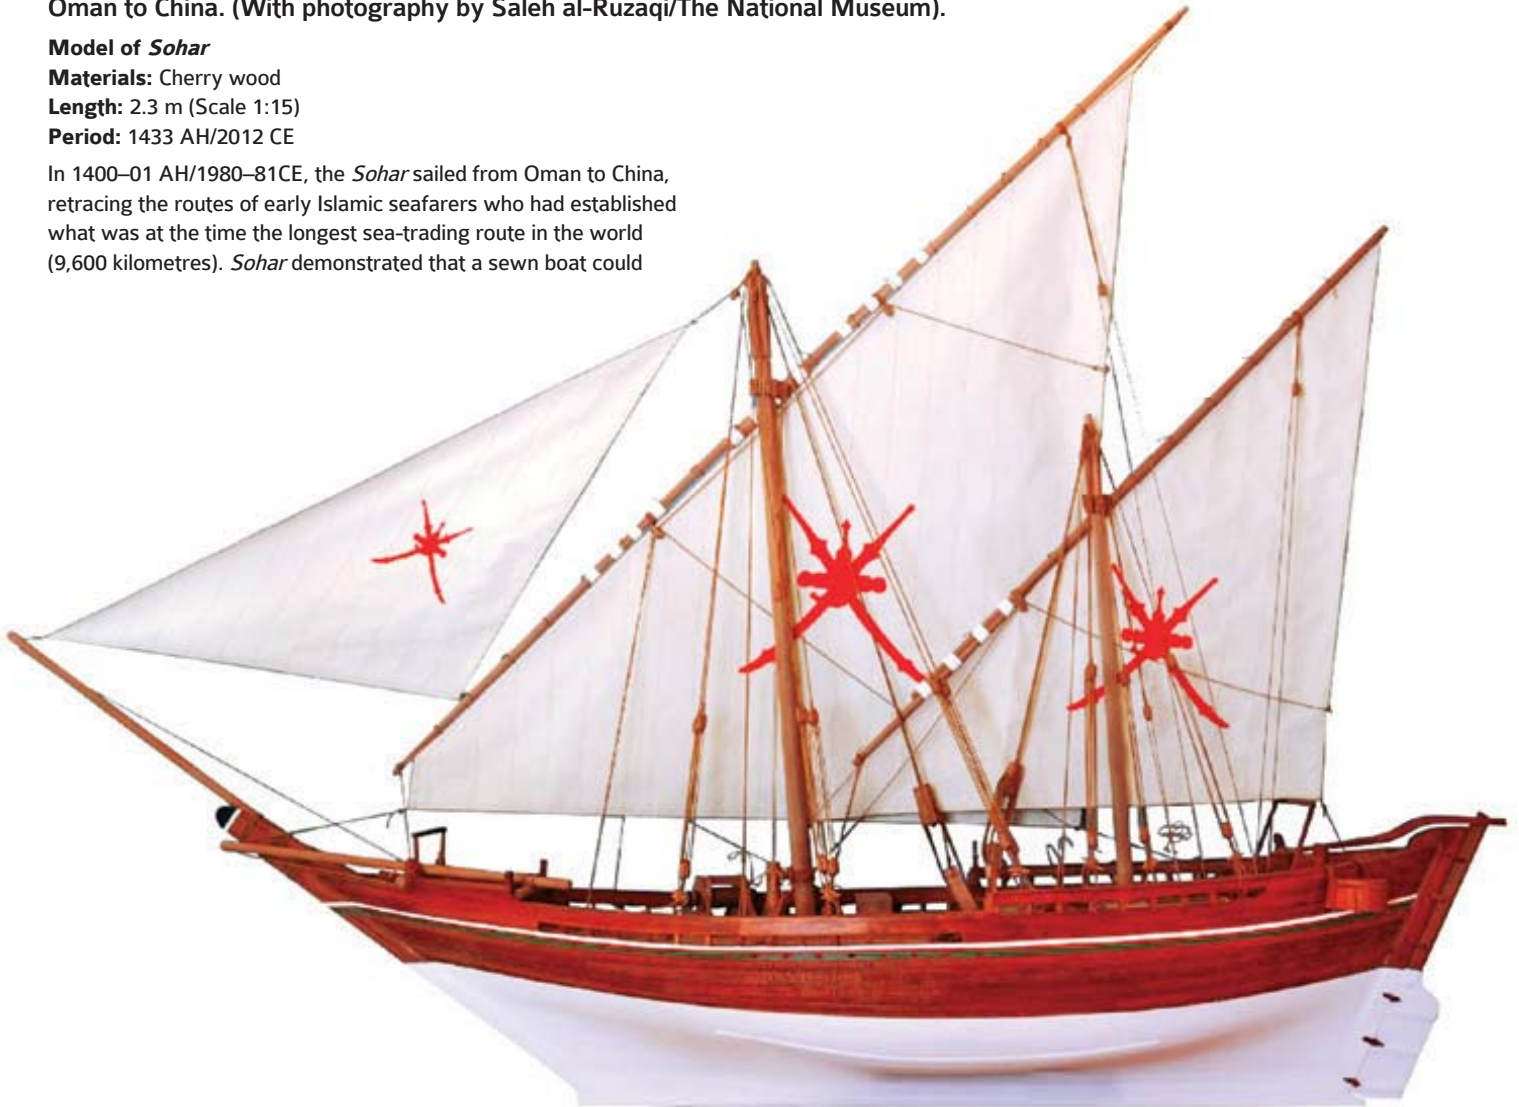 Oman to China. (With photography by Saleh al-Ruzaqi/The National Museum).
Model of Sohar
Materials: Cherry wood
Length: 2.3 m (Scale 1:15)
Period: 1433 AH/2012 CE
In 1400–01 AH/1980–81CE, the Sohar sailed from Oman to China,
retracing the routes of early Islamic seafarers who had established
what was at the time the longest sea-trading route in the world
(9,600 kilometres). Sohar demonstrated that a sewn boat could